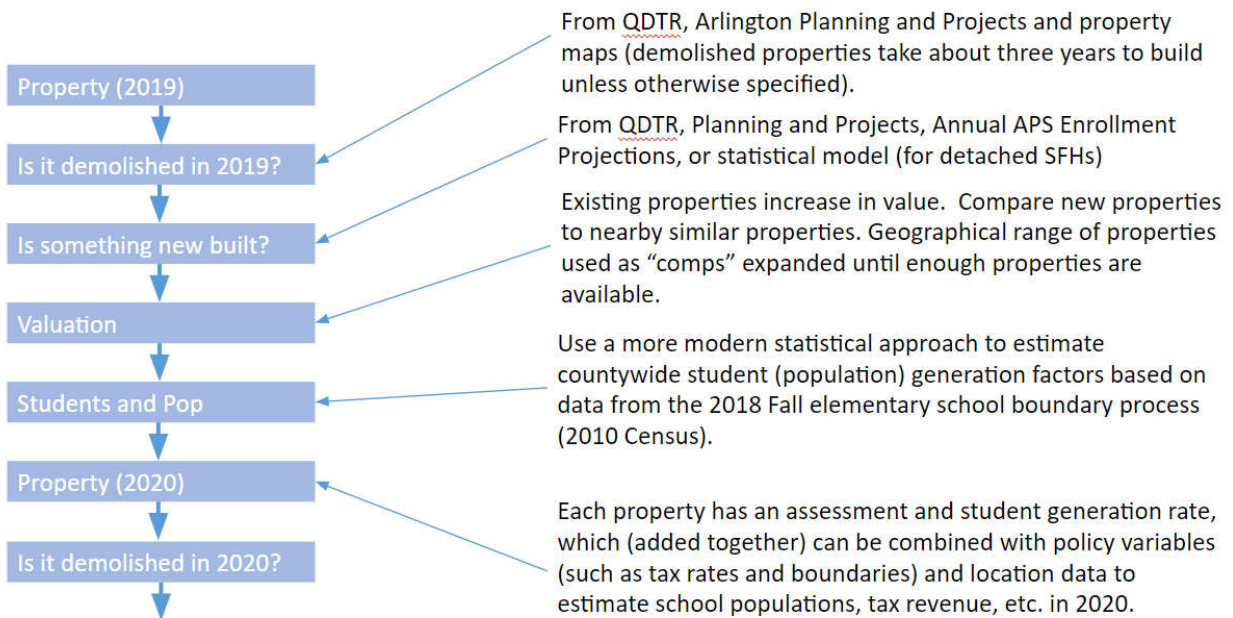 Property (2019)
Is it demolished in 2019?
Is something new built?
Valuation
Students and Pop
Property (2020)
Is it demolished in 2020?
From QDTR, Arlington Planning and Projects and property
maps (demolished properties take about three years to build
unless otherwise specified).
From QDTR, Planning and Projects, Annual APS Enrollment
Projections, or statistical model (for detached SFHs)
Existing properties increase in value.  Compare new properties
to nearby similar properties. Geographical range of properties
used as “comps” expanded until enough properties are
available.
Use a more modern statistical approach to estimate
countywide student (population) generation factors based on
data from the 2018 Fall elementary school boundary process
(2010 Census).
Each property has an assessment and student generation rate,
which (added together) can be combined with policy variables
(such as tax rates and boundaries) and location data to
estimate school populations, tax revenue, etc. in 2020.